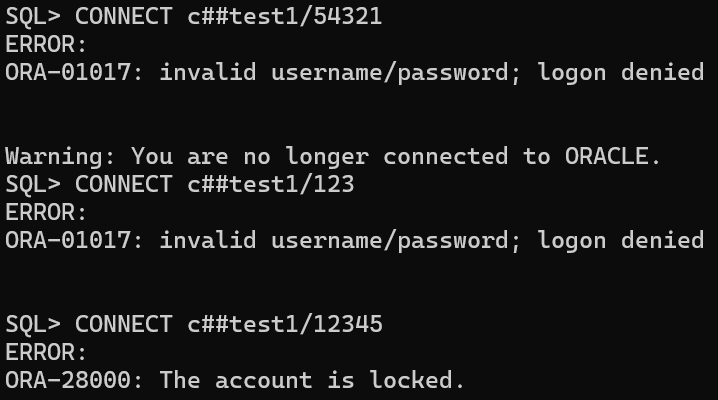 SQL> CONNECT c##test1/54321
ERROR:
ORA-01017: invalid username/password; logon denied
Warning: You are no longer connected to ORACLE.
SQL> CONNECT c##test1/123
ERROR:
ORA-01017: invalid username/password; logon denied
SQL> CONNECT c##test1/12345
ERROR:
ORA-28000: The account is locked.